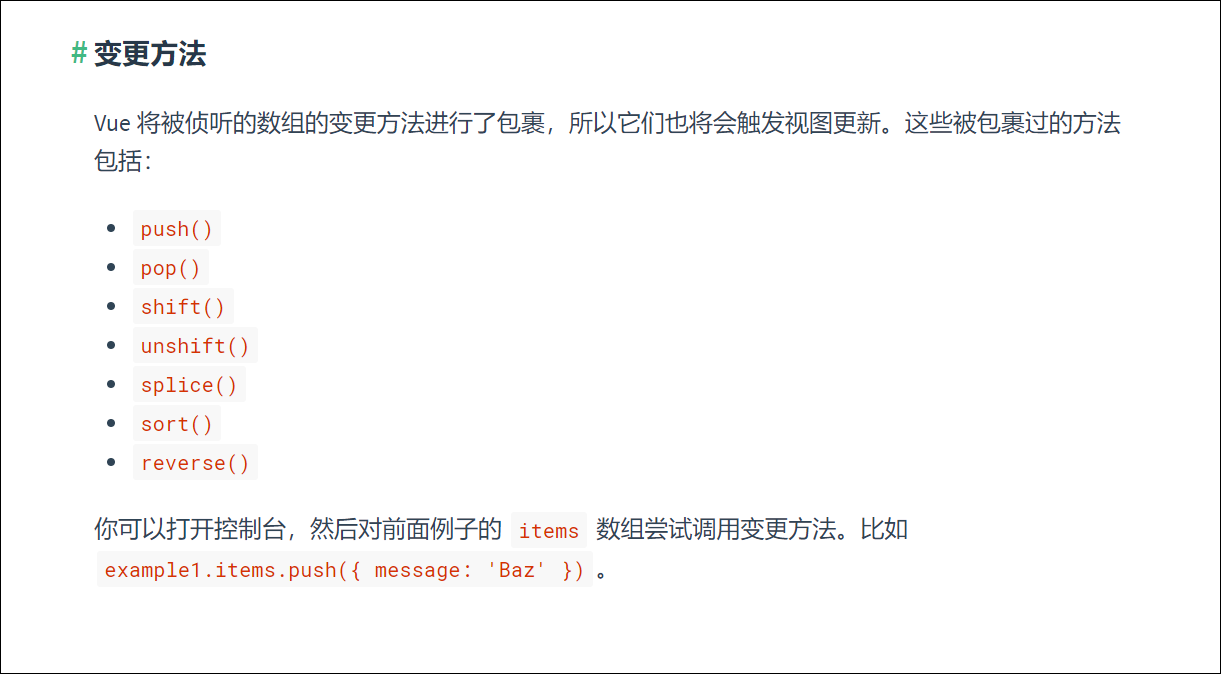 # 变更方法
Vue 将被侦听的数组的变更方法进行了包裹，所以它们也将会触发视图更新。这些被包裹过的方法
包括：
push()
pop()
shift()
unshift()
splice()
sort()
reverse()
你可以打开控制台，然后对前面例子的 items 数组尝试调用变更方法。比如
example1.items.push({ message: 'Baz' })。